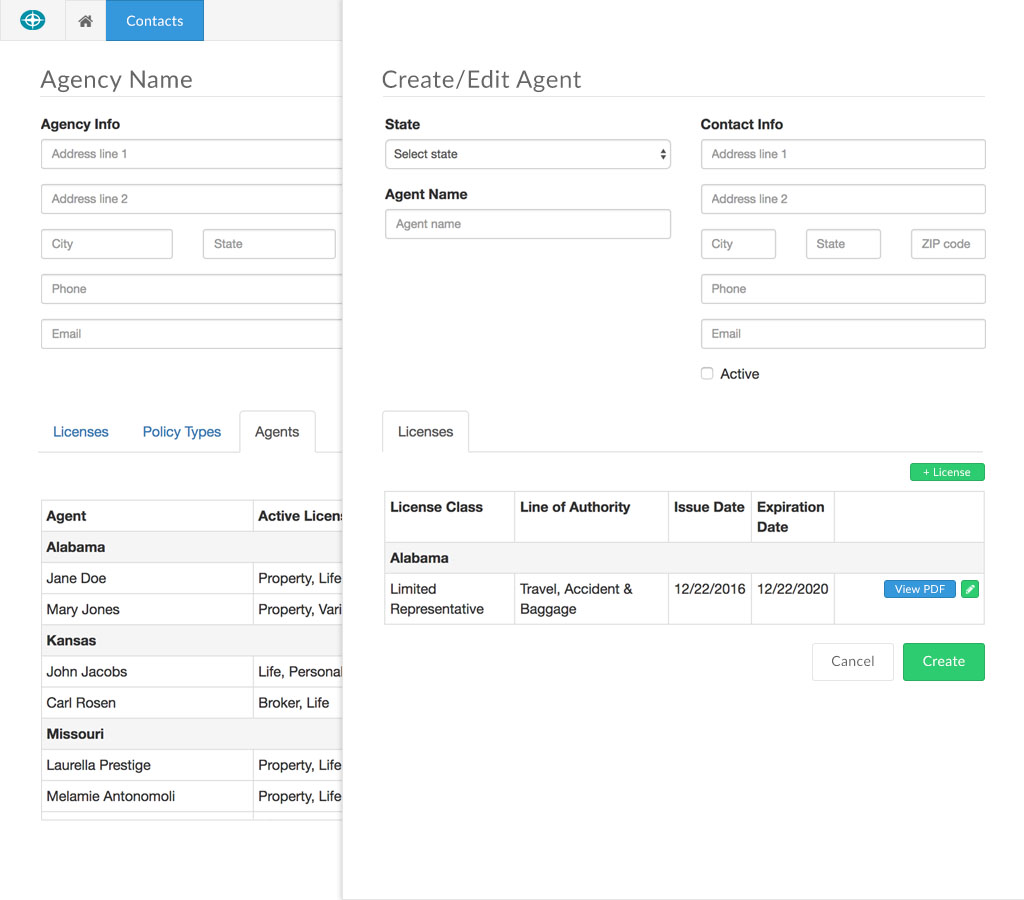 Contacts
Agency Name
Agency Info
Address line 1
Address line 2
City State
Phone
Email
Licenses Policy Types Agents
Agent Active Licen
Alabama
Jane Doe Property, Life
Mary Jones Property, Vari
Kansas
John Jacobs Life, Personal
Carl Rosen Broker, Life
Missouri
Laurella Prestige Property, Life
Melamie Antonomoli Property, Life
Create/Edit Agent
State
Select state
Agent Name
Agent name
Contact Info
Address line 1
Address line 2
City State ZIP code
Phone
Email
Active
Licenses
+ License
License Class Line of Authority Issue Date Expiration
Date
Alabama
Limited Travel, Accident & 12/22/2016 12/22/2020 View PDF
Representative Baggage
Cancel Create